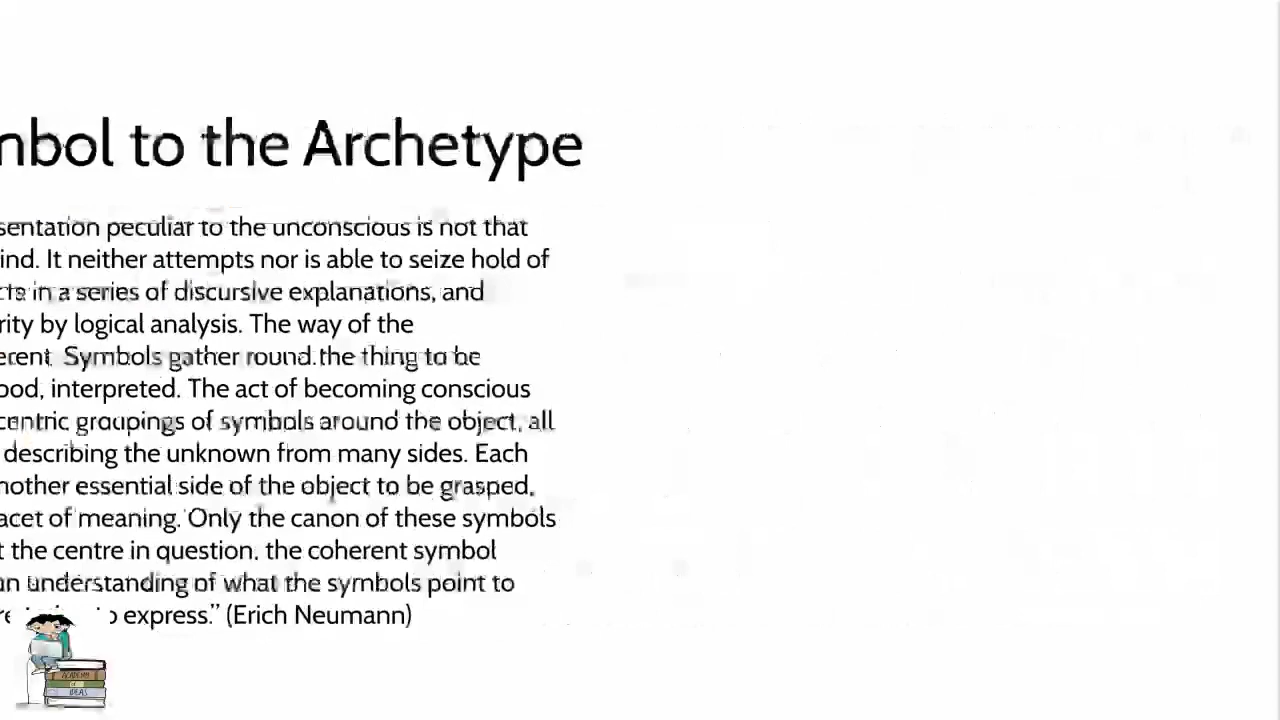 nbol to the Archetype
sentation peculiar to the unconscious is not that
ind. It neither attempts nor is able to seize hold of
cts in a series of discursive explanations, and
rity by logical analysis. The way of the
erent. Symbols gather round the thing to be
ood, interpreted. The act of becoming conscious
centric groupings of symbols around the object, all
describing the unknown from many sides. Each
nother essential side of the object to be grasped,
acet of meaning. Only the canon of these symbols
t the centre in question, the coherent symbol
an understanding of what the symbols point to
express.” (Erich Neumann)
ACADEMY
OF
IDEAS